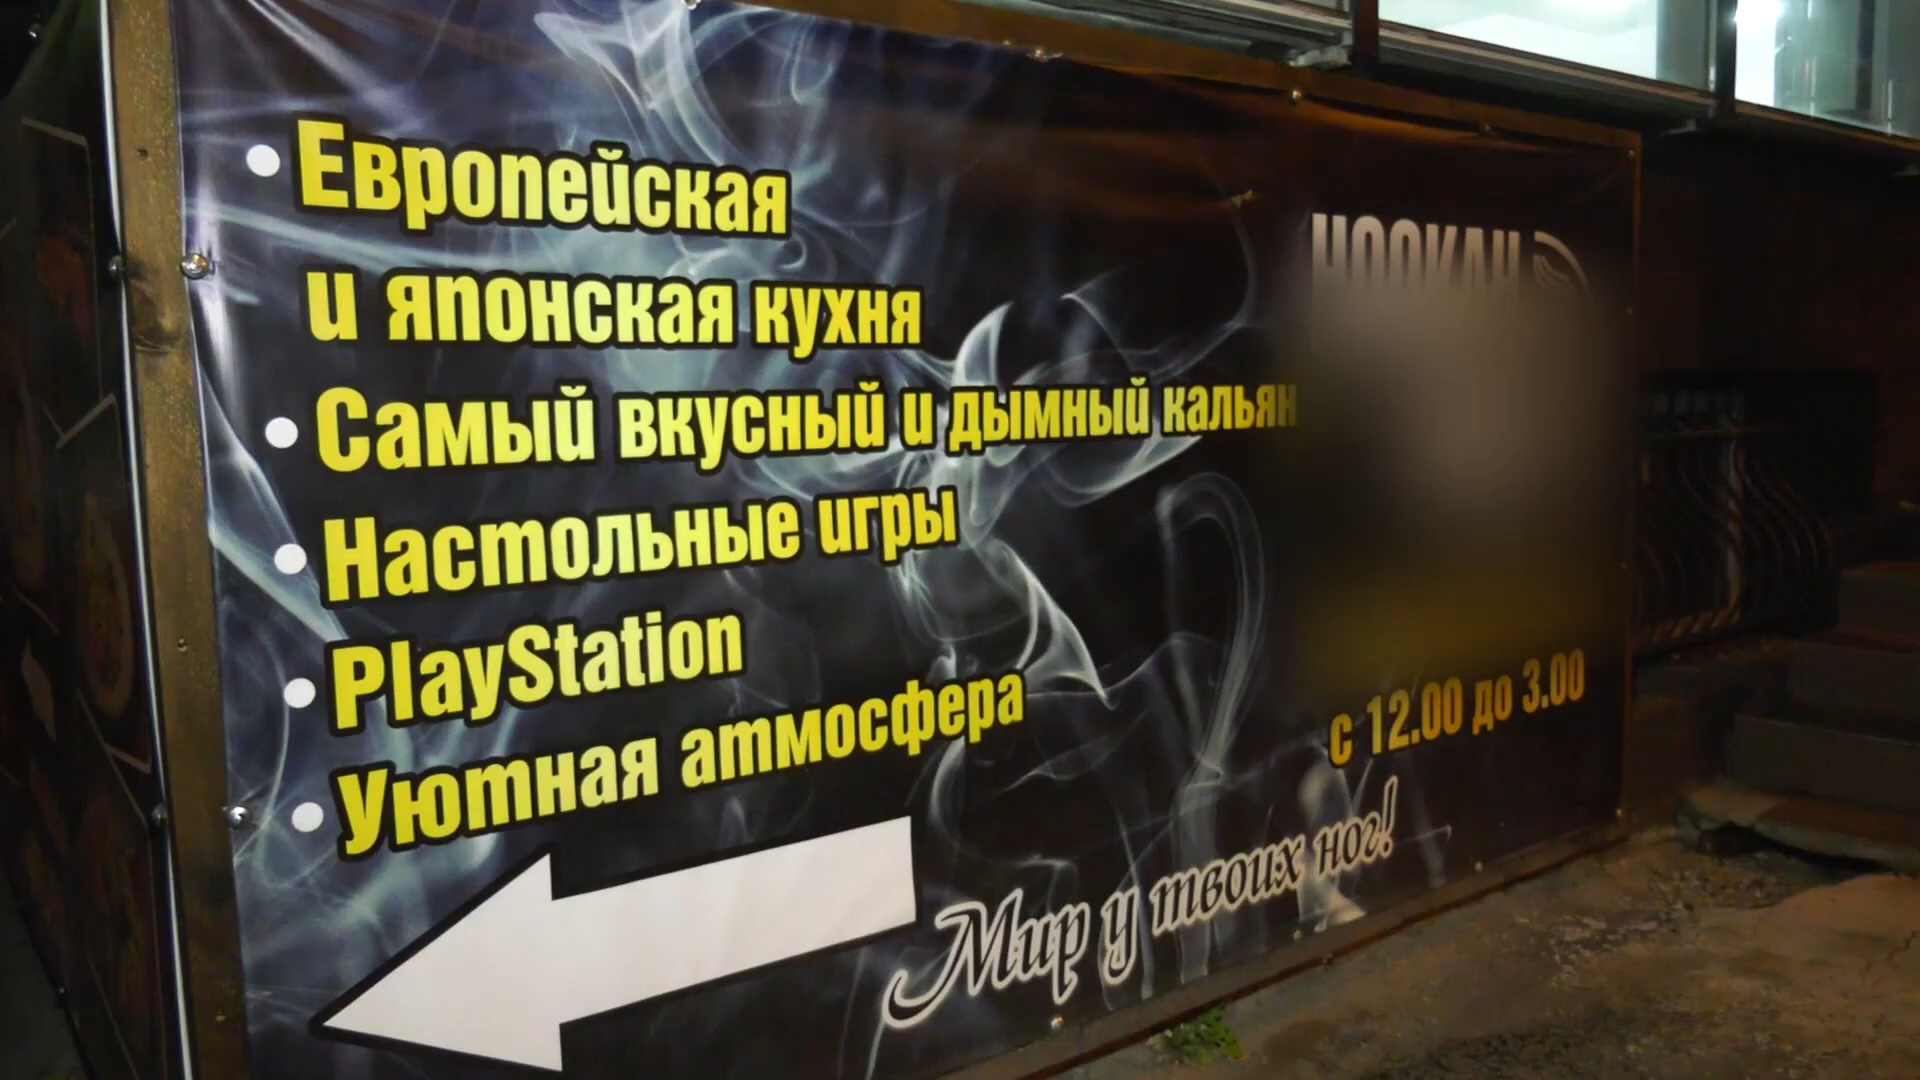 • Европейская
и японская кухня
• Самый вкусный и дымный кальян
• Настольные игры
• PlayStation
• Уютная атмосфера
HOOKAH
с 12.00 до 3.00
Мир у твоих ног!